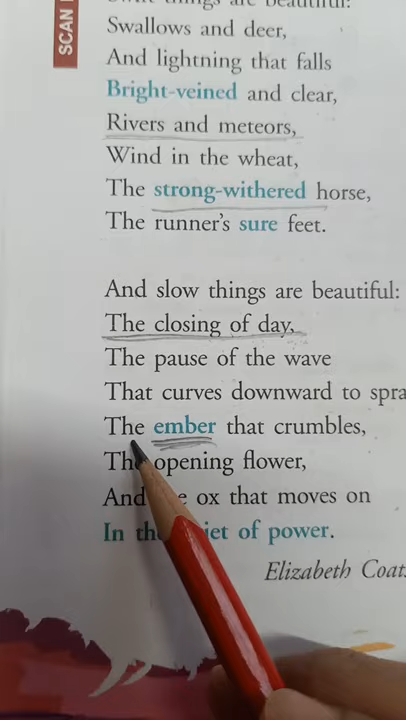 SCAN
Swift things are beautiful:
Swallows and deer,
And lightning that falls
Bright-veined and clear,
Rivers and meteors,
Wind in the wheat,
The strong-withered horse,
The runner's sure feet.
And slow things are beautiful:
The closing of day,
The pause of the wave
That curves downward to spra
The ember that crumbles,
The opening flower,
And ox that moves on
In of power.
Elizabeth Coat